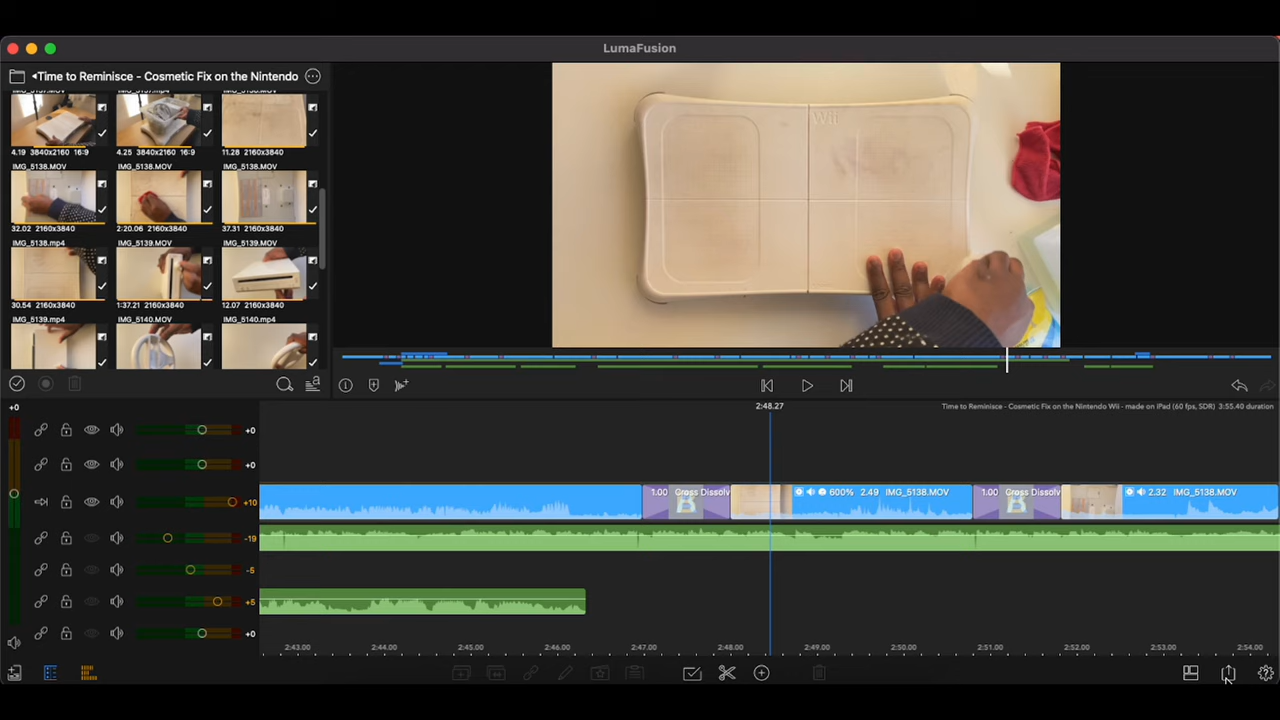 LumaFusion
Time to Reminisce - Cosmetic Fix on the Nintendo
4.19 3840x2160 16:9
4.25 3840x2160 16:9
11.28 2160x3840
IMG_5138.MOV
IMG_5138.MOV
IMG_5138.MOV
32.02 2160x3840
2:20.06 2160x3840
37.31 2160x3840
IMG_5138.mp4
IMG_5139.MOV
IMG_5139.MOV
30.54 2160x3840
1:37.21 2160x3840
12.07 2160x3840
IMG_5139.mp4
IMG_5140.MOV
IMG_5140.mp4
Wii
+0
2:48.27
Time to Reminisce - Cosmetic Fix on the Nintendo Wii - made on iPad (60 fps, SDR) 3:55.40 duration
+0
+0
+10
1.00 Cross Dissolv
600% 2.49 IMG_5138.MOV
1.00 Cross Dissolv
2.32 IMG_5138.MOV
-19
-5
+5
+0
2:43.00 2:44.00 2:45.00 2:46.00 2:47.00 2:48.00 2:49.00 2:50.00 2:51.00 2:52.00 2:53.00 2:54.00